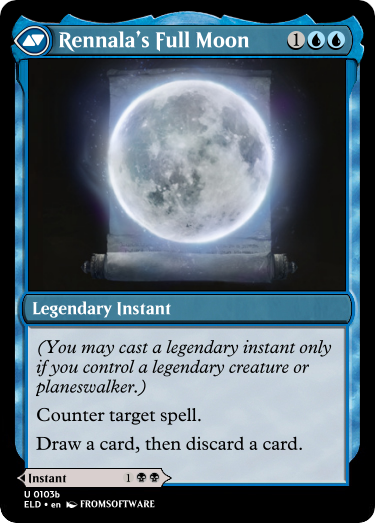 Rennala's Full Moon 1
Legendary Instant
(You may cast a legendary instant only
if you control a legendary creature or
planeswalker.)
Counter target spell.
Draw a card, then discard a card.
Instant 1
U 0103b
ELD • en FROMSOFTWARE